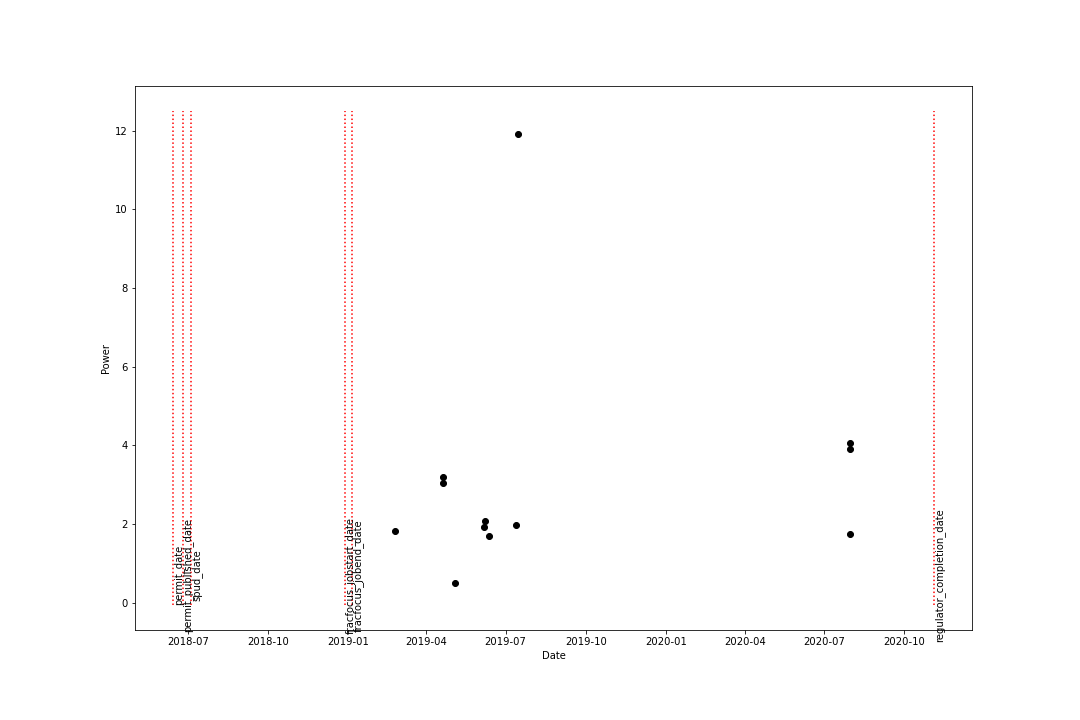 12
10
8
6
4
2
0
Power
permit_date
permit_published_date
spud_date
fracfocus_jobstart_date
fracfocus_jobend_date
regulator_completion_date
2018-07
2018-10
2019-01
2019-04
2019-07
2019-10
2020-01
2020-04
2020-07
2020-10
Date